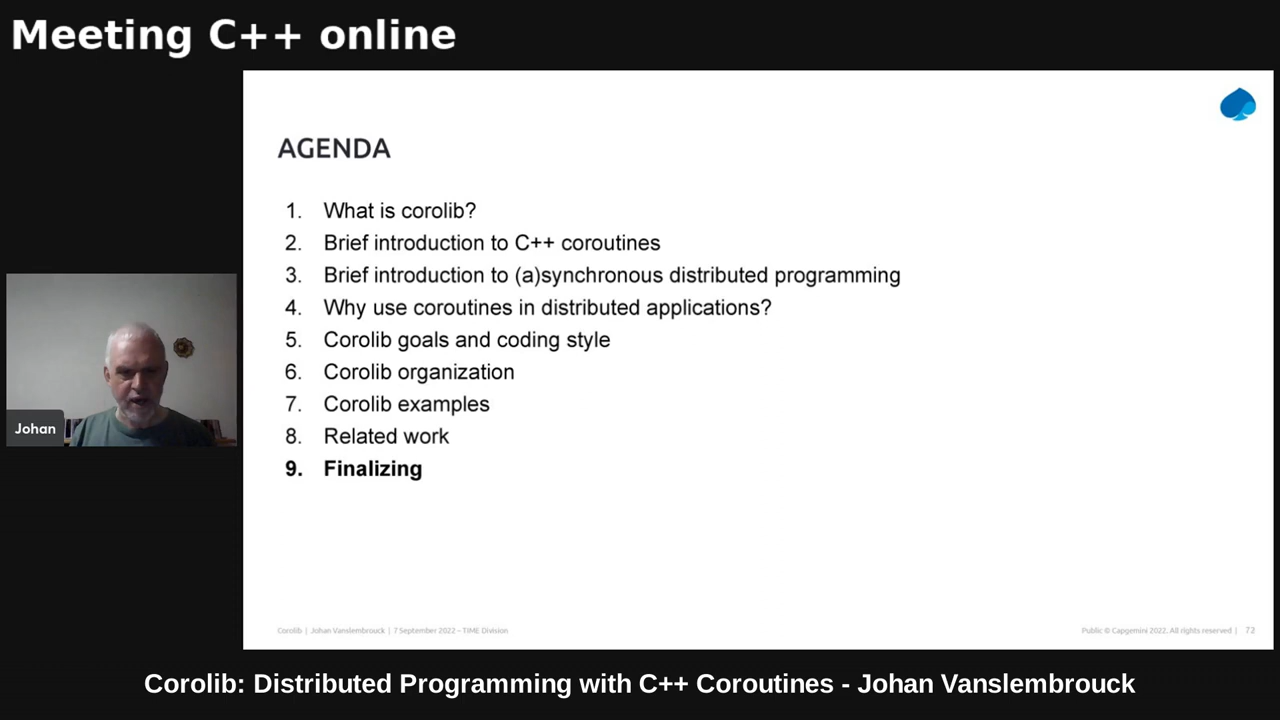 Meeting C++ online
AGENDA
1. What is corolib?
2. Brief introduction to C++ coroutines
3. Brief introduction to (a)synchronous distributed programming
4. Why use coroutines in distributed applications?
5. Corolib goals and coding style
6. Corolib organization
7. Corolib examples
8. Related work
9. Finalizing
Johan
Corolib | Johan Vanslembrouck | 7 September 2022 – TIME Division
Public © Capgemini 2022. All rights reserved | 72
Corolib: Distributed Programming with C++ Coroutines - Johan Vanslembrouck